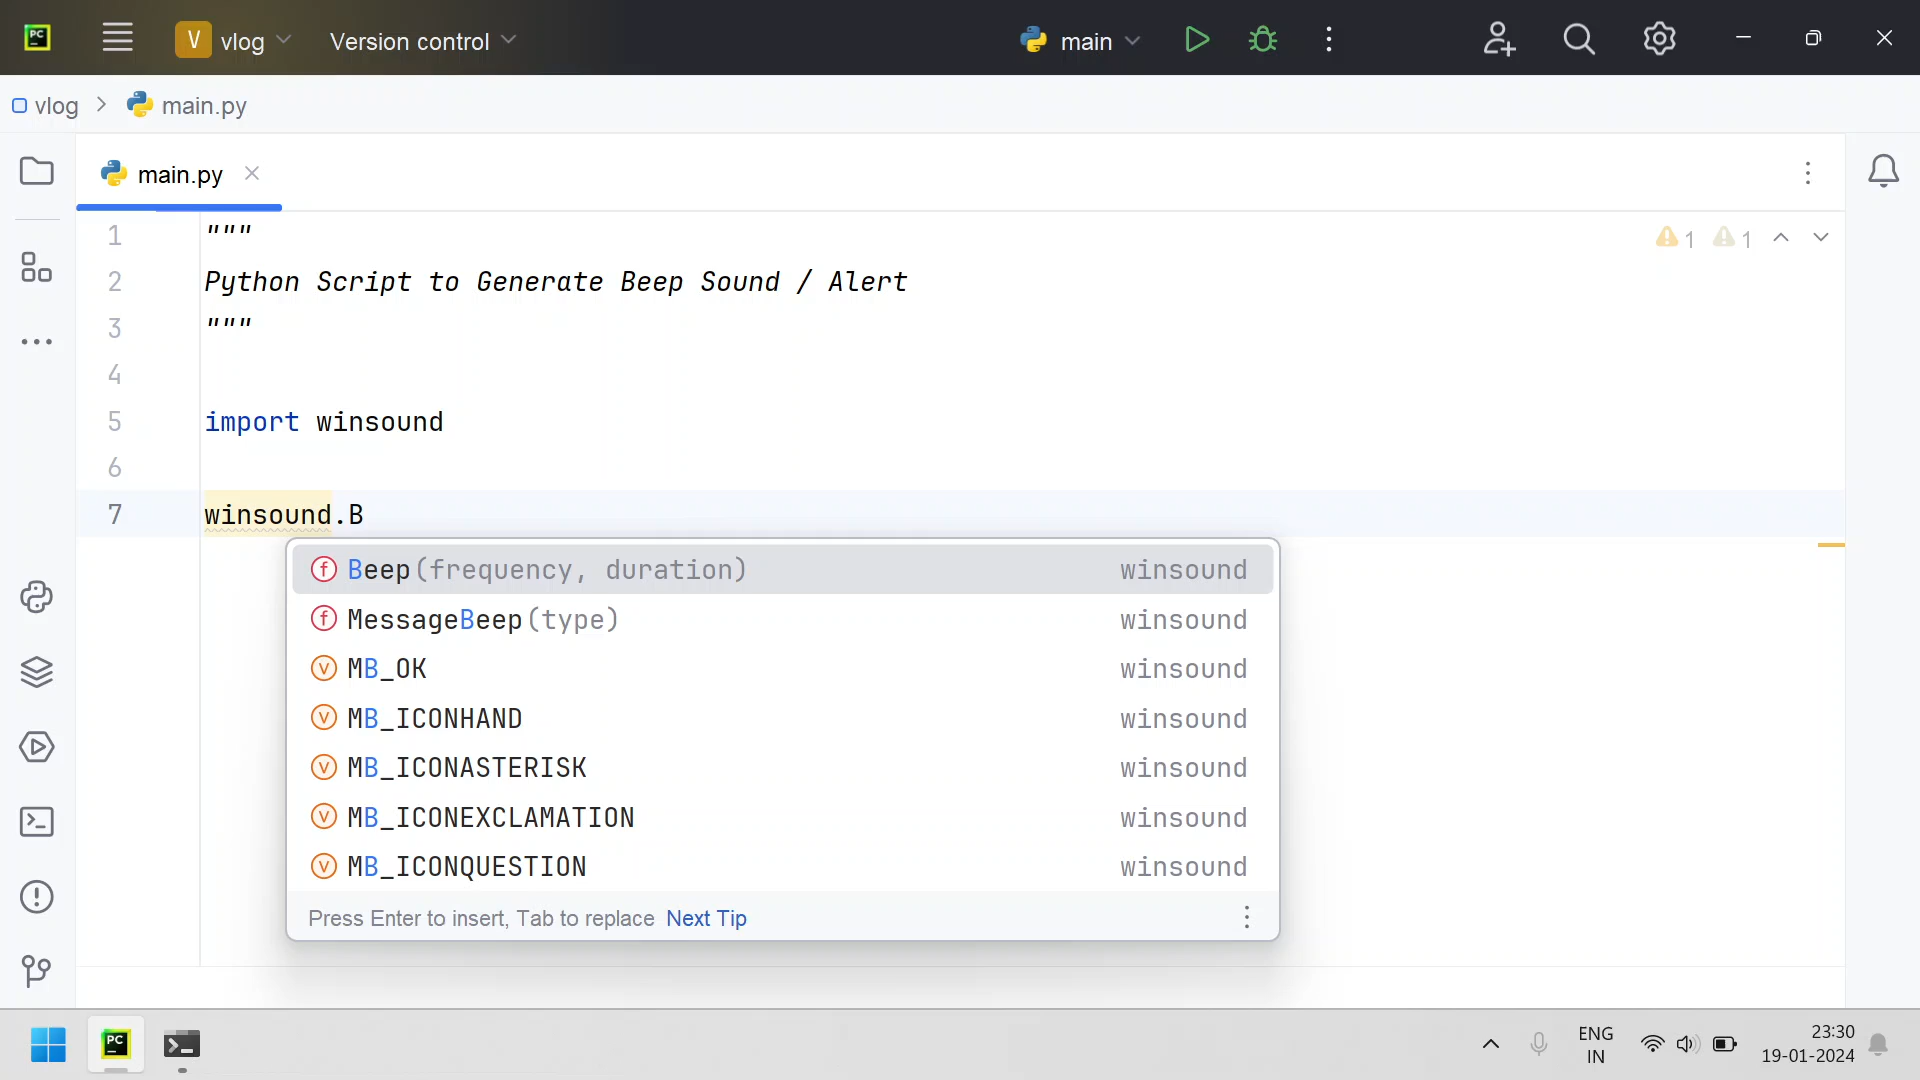 PC
V vlog
Version control
main
vlog > main.py
main.py
1 1
1 """
2 Python Script to Generate Beep Sound / Alert
3 """
4
5 import winsound
6
7 winsound.B
f Beep(frequency, duration) winsound
f MessageBeep(type) winsound
v MB_OK winsound
v MB_ICONHAND winsound
v MB_ICONASTERISK winsound
v MB_ICONEXCLAMATION winsound
v MB_ICONQUESTION winsound
Press Enter to insert, Tab to replace Next Tip
PC
ENG
IN
23:30
19-01-2024